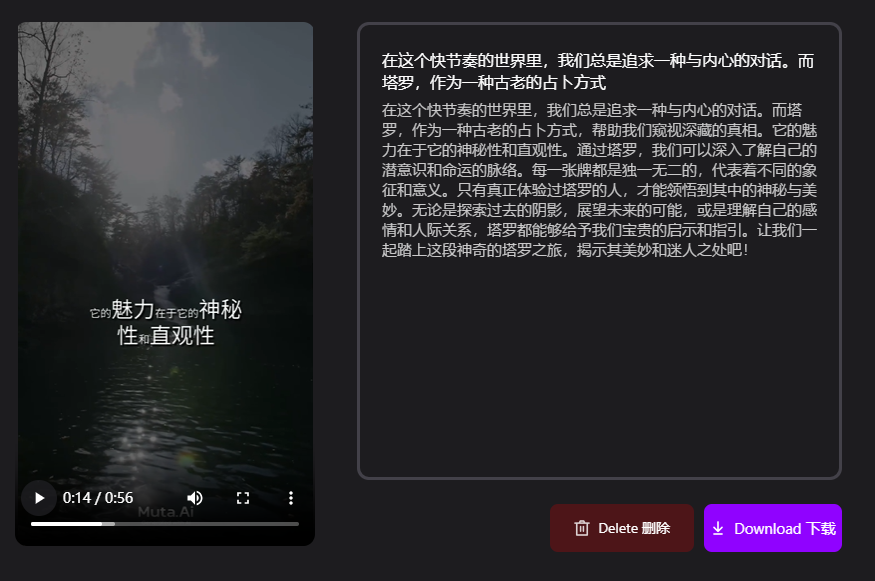 它的魅力在于它的神秘
性和直观性
0:14 / 0:56
Muta.Ai
在这个快节奏的世界里，我们总是追求一种与内心的对话。而
塔罗，作为一种古老的占卜方式
在这个快节奏的世界里，我们总是追求一种与内心的对话。而塔
罗，作为一种古老的占卜方式，帮助我们窥视深藏的真相。它的魅
力在于它的神秘性和直观性。通过塔罗，我们可以深入了解自己的
潜意识和命运的脉络。每一张牌都是独一无二的，代表着不同的象
征和意义。只有真正体验过塔罗的人，才能领悟到其中的神秘与美
妙。无论是探索过去的阴影，展望未来的可能，或是理解自己的感
情和人际关系，塔罗都能够给予我们宝贵的启示和指引。让我们一
起踏上这段神奇的塔罗之旅，揭示其美妙和迷人之处吧！
Delete 删除
Download 下载